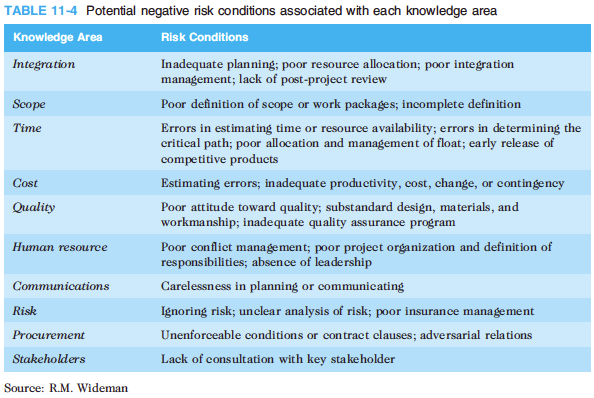 TABLE 11-4 Potential negative risk conditions associated with each knowledge area
Knowledge Area Risk Conditions
Integration Inadequate planning; poor resource allocation; poor integration
management; lack of post-project review
Scope Poor definition of scope or work packages; incomplete definition
Time Errors in estimating time or resource availability; errors in determining the
critical path; poor allocation and management of float; early release of
competitive products
Cost Estimating errors; inadequate productivity, cost, change, or contingency
Quality Poor attitude toward quality; substandard design, materials, and
workmanship; inadequate quality assurance program
Human resource Poor conflict management; poor project organization and definition of
responsibilities; absence of leadership
Communications Carelessness in planning or communicating
Risk Ignoring risk; unclear analysis of risk; poor insurance management
Procurement Unenforceable conditions or contract clauses; adversarial relations
Stakeholders Lack of consultation with key stakeholder
Source: R.M. Wideman